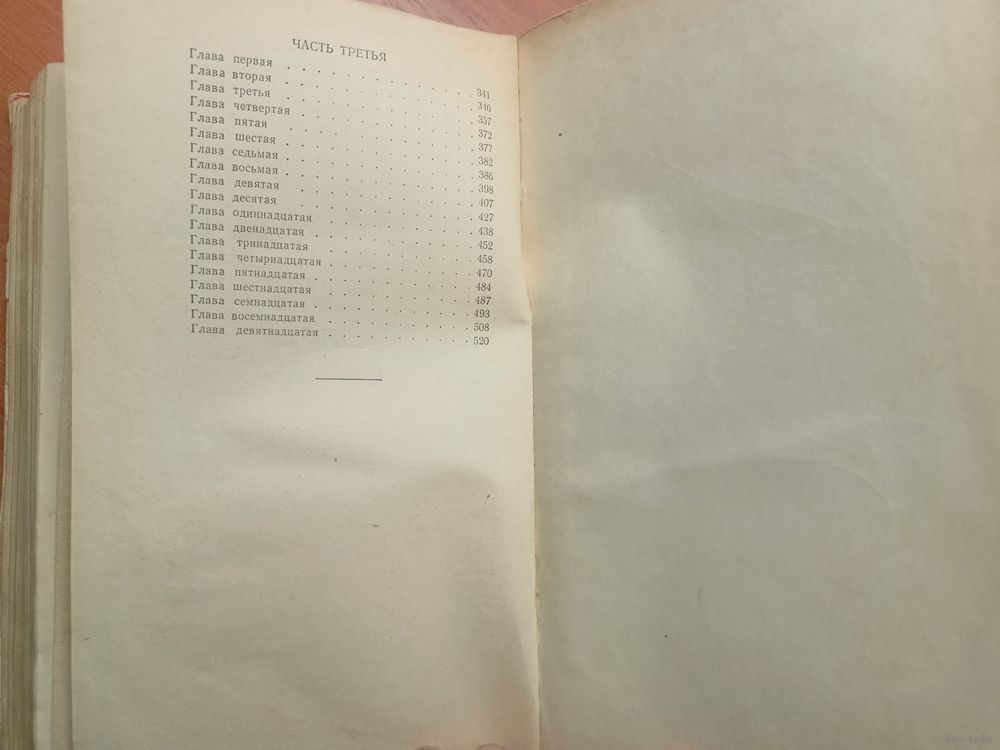 ЧАСТЬ ТРЕТЬЯ
Глава первая . . . . . . . . . . . 341
Глава вторая . . . . . . . . . . . 346
Глава третья . . . . . . . . . . . 357
Глава четвертая . . . . . . . . . . 372
Глава пятая . . . . . . . . . . . 377
Глава шестая . . . . . . . . . . . 382
Глава седьмая . . . . . . . . . . . 386
Глава восьмая . . . . . . . . . . . 398
Глава девятая . . . . . . . . . . . 407
Глава десятая . . . . . . . . . . . 427
Глава одиннадцатая . . . . . . . . . 438
Глава двенадцатая . . . . . . . . . . 452
Глава тринадцатая . . . . . . . . . 458
Глава четырнадцатая . . . . . . . . . 470
Глава пятнадцатая . . . . . . . . . . 484
Глава шестнадцатая . . . . . . . . . 487
Глава семнадцатая . . . . . . . . . . 493
Глава восемнадцатая . . . . . . . . . 508
Глава девятнадцатая . . . . . . . . . 520
www.ay.by